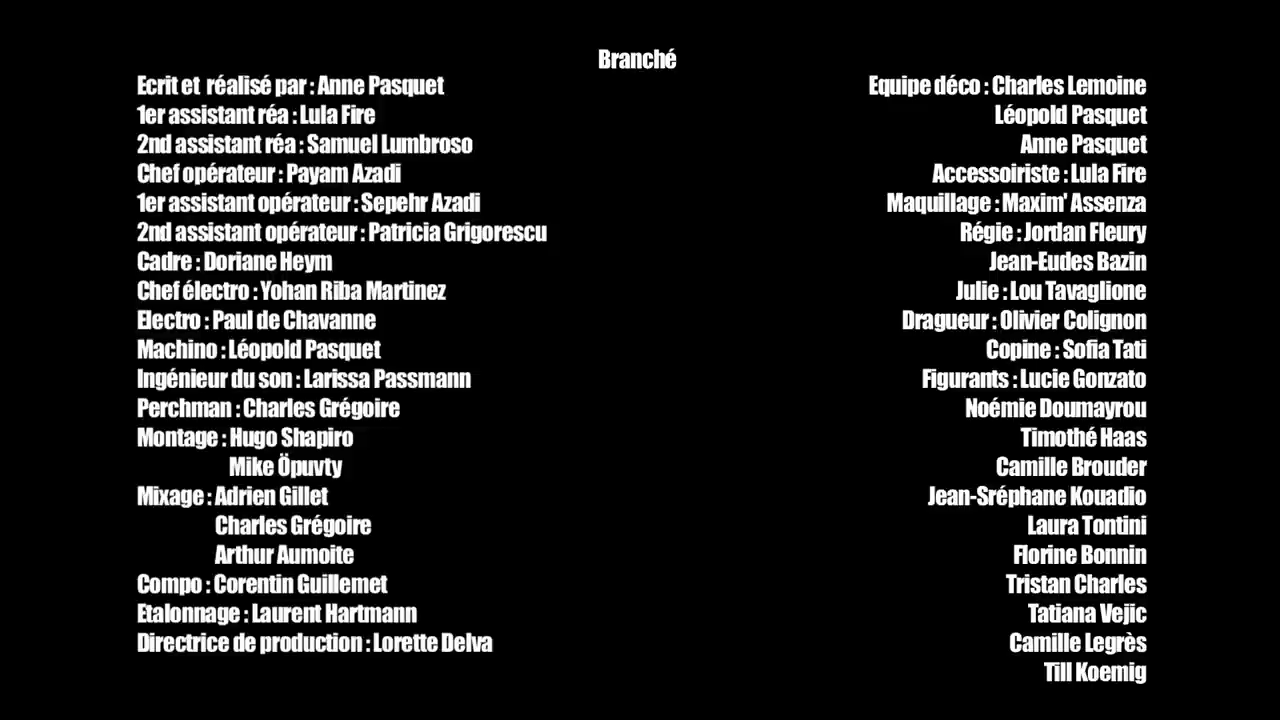 Branché
Ecrit et  réalisé par : Anne Pasquet
1er assistant réa : Lula Fire
2nd assistant réa : Samuel Lumbroso
Chef opérateur : Payam Azadi
1er assistant opérateur : Sepehr Azadi
2nd assistant opérateur : Patricia Grigorescu
Cadre : Doriane Heym
Chef électro : Yohan Riba Martinez
Electro : Paul de Chavanne
Machino : Léopold Pasquet
Ingénieur du son : Larissa Passmann
Perchman : Charles Grégoire
Montage : Hugo Shapiro
Mike Öpuvty
Mixage : Adrien Gillet
Charles Grégoire
Arthur Aumoite
Compo : Corentin Guillemet
Etalonnage : Laurent Hartmann
Directrice de production : Lorette Delva
Equipe déco : Charles Lemoine
Léopold Pasquet
Anne Pasquet
Accessoiriste : Lula Fire
Maquillage : Maxim' Assenza
Régie : Jordan Fleury
Jean-Eudes Bazin
Julie : Lou Tavaglione
Dragueur : Olivier Colignon
Copine : Sofia Tati
Figurants : Lucie Gonzato
Noémie Doumayrou
Timothé Haas
Camille Brouder
Jean-Sréphane Kouadio
Laura Tontini
Florine Bonnin
Tristan Charles
Tatiana Vejic
Camille Legrès
Till Koemig